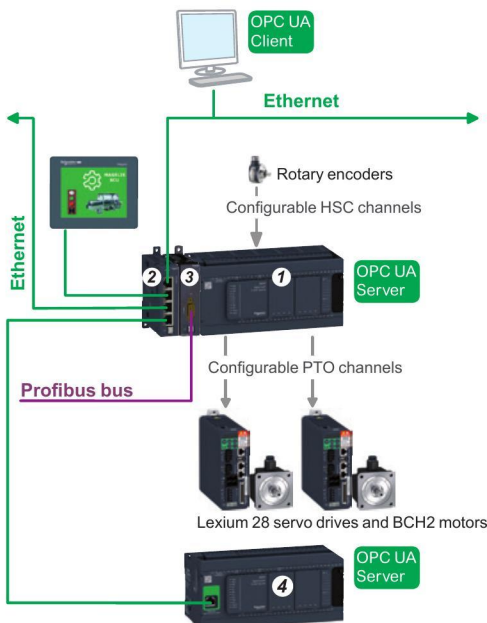 OPC UA
Client
Ethernet
Rotary encoders
Configurable HSC channels
Ethernet
2
3
1
OPC UA
Server
Configurable PTO channels
Profibus bus
Lexium 28 servo drives and BCH2 motors
4
OPC UA
Server